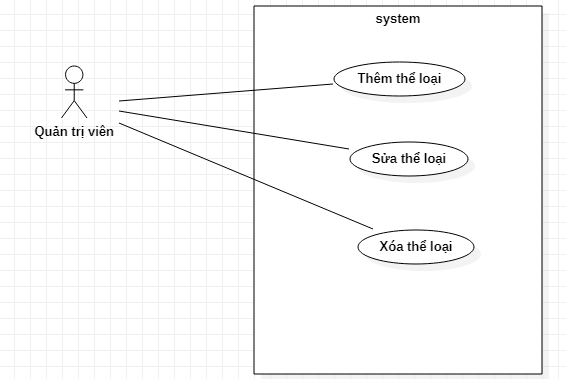 system
Thêm thể loại
Quản trị viên
Sửa thể loại
Xóa thể loại